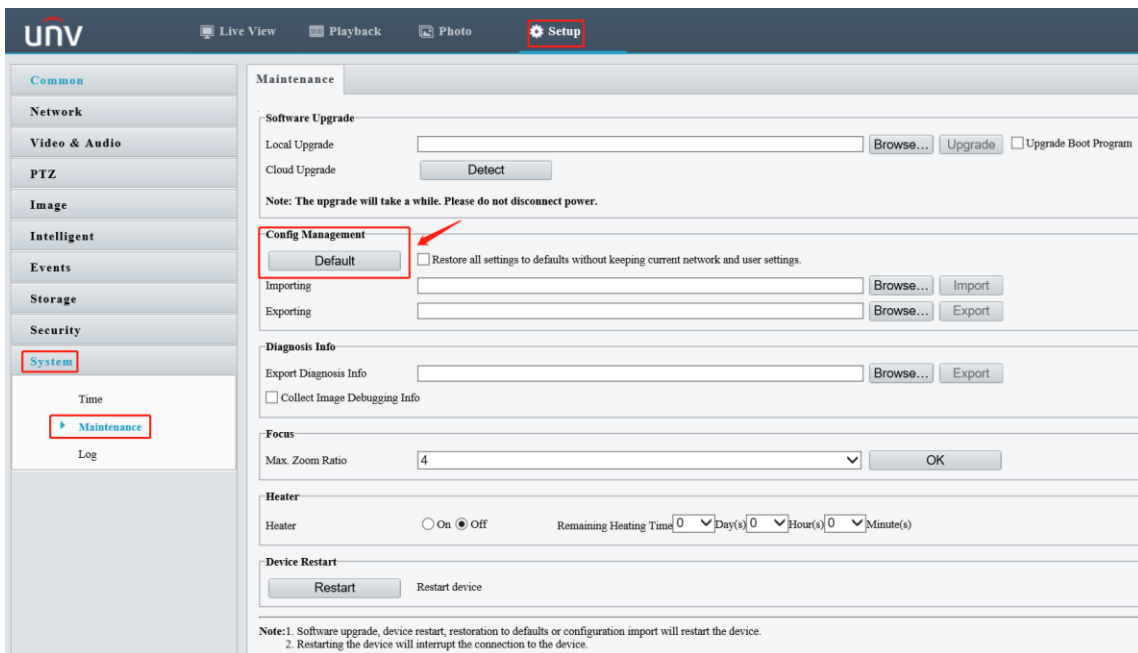 unv
Live View Playback Photo Setup
Common
Network
Video & Audio
PTZ
Image
Intelligent
Events
Storage
Security
System
Time
Maintenance
Log
Maintenance
Software Upgrade
Local Upgrade Browse... Upgrade Upgrade Boot Program
Cloud Upgrade Detect
Note: The upgrade will take a while. Please do not disconnect power.
Config Management
Default Restore all settings to defaults without keeping current network and user settings.
Importing Browse... Import
Exporting Browse... Export
Diagnosis Info
Export Diagnosis Info Browse... Export
Collect Image Debugging Info
Focus
Max. Zoom Ratio 4 OK
Heater
Heater On Off Remaining Heating Time 0 Day(s) 0 Hour(s) 0 Minute(s)
Device Restart
Restart Restart device
Note:1. Software upgrade, device restart, restoration to defaults or configuration import will restart the device.
2. Restarting the device will interrupt the connection to the device.